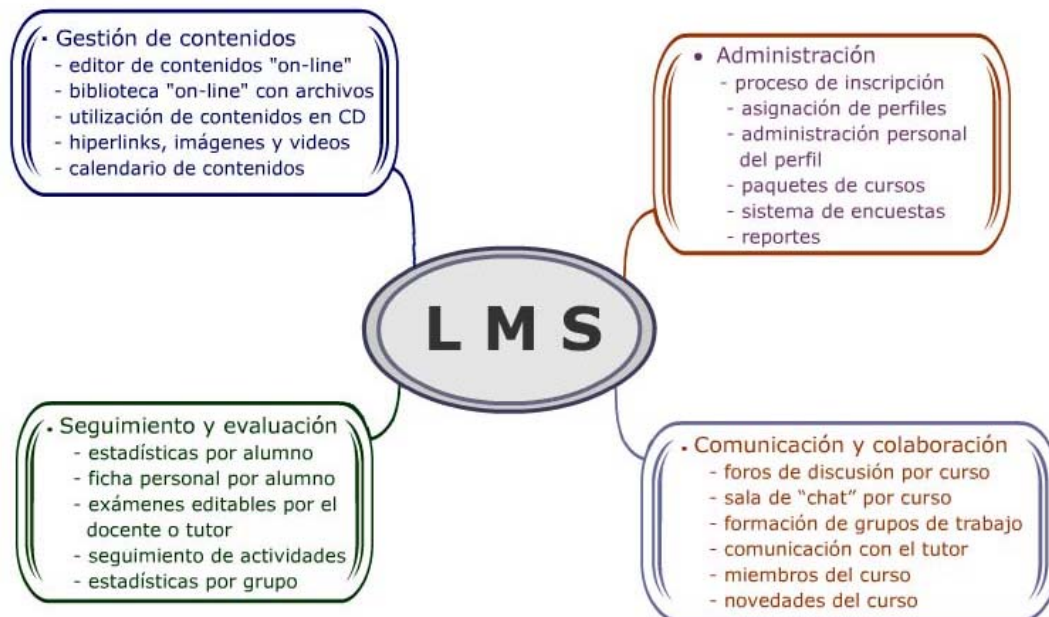 · Gestión de contenidos
- editor de contenidos "on-line"
- biblioteca "on-line" con archivos
- utilización de contenidos en CD
- hiperlinks, imágenes y videos
- calendario de contenidos
• Administración
- proceso de inscripción
- asignación de perfiles
- administración personal
del perfil
- paquetes de cursos
- sistema de encuestas
- reportes
L M S
· Seguimiento y evaluación
- estadísticas por alumno
- ficha personal por alumno
- exámenes editables por el
docente o tutor
- seguimiento de actividades
- estadísticas por grupo
· Comunicación y colaboración
- foros de discusión por curso
- sala de “chat” por curso
- formación de grupos de trabajo
- comunicación con el tutor
- miembros del curso
- novedades del curso